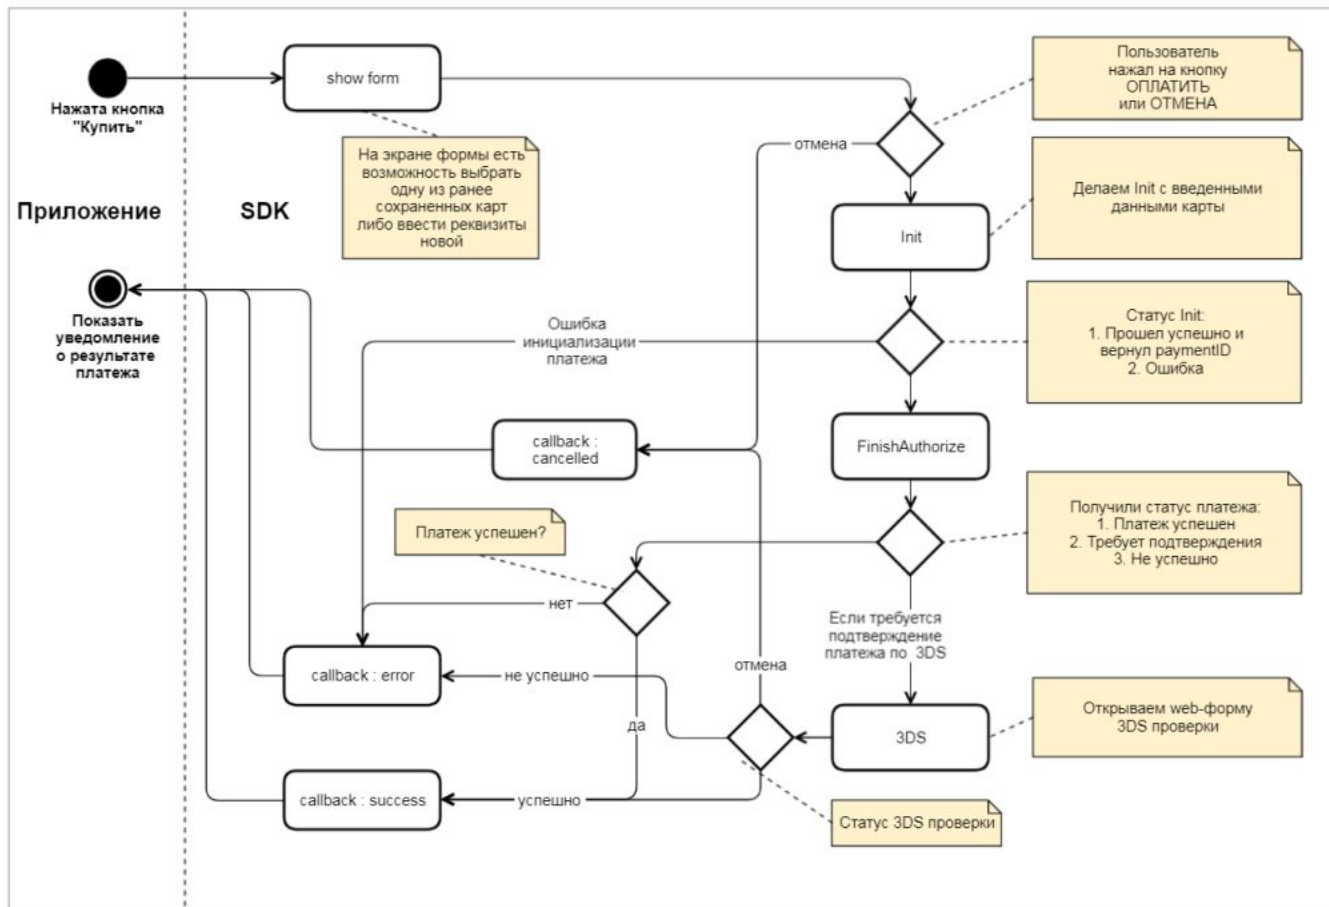 Нажата кнопка
"Купить"
show form
Пользователь
нажал на кнопку
ОПЛАТИТЬ
или ОТМЕНА
На экране формы есть
возможность выбрать
одну из ранее
сохраненных карт
либо ввести реквизиты
новой
отмена
Приложение
SDK
Init
Делаем Init с введенными
данными карты
Показать
уведомление
о результате
платежа
Ошибка
инициализации
платежа
Статус Init:
1. Прошел успешно и
вернул paymentID
2. Ошибка
callback :
cancelled
FinishAuthorize
Платеж успешен?
Получили статус платежа:
1. Платеж успешен
2. Требует подтверждения
3. Не успешно
нет
Если требуется
подтверждение
платежа по 3DS
callback : error
не успешно
отмена
да
3DS
Открываем web-форму
3DS проверки
callback : success
успешно
Статус 3DS проверки